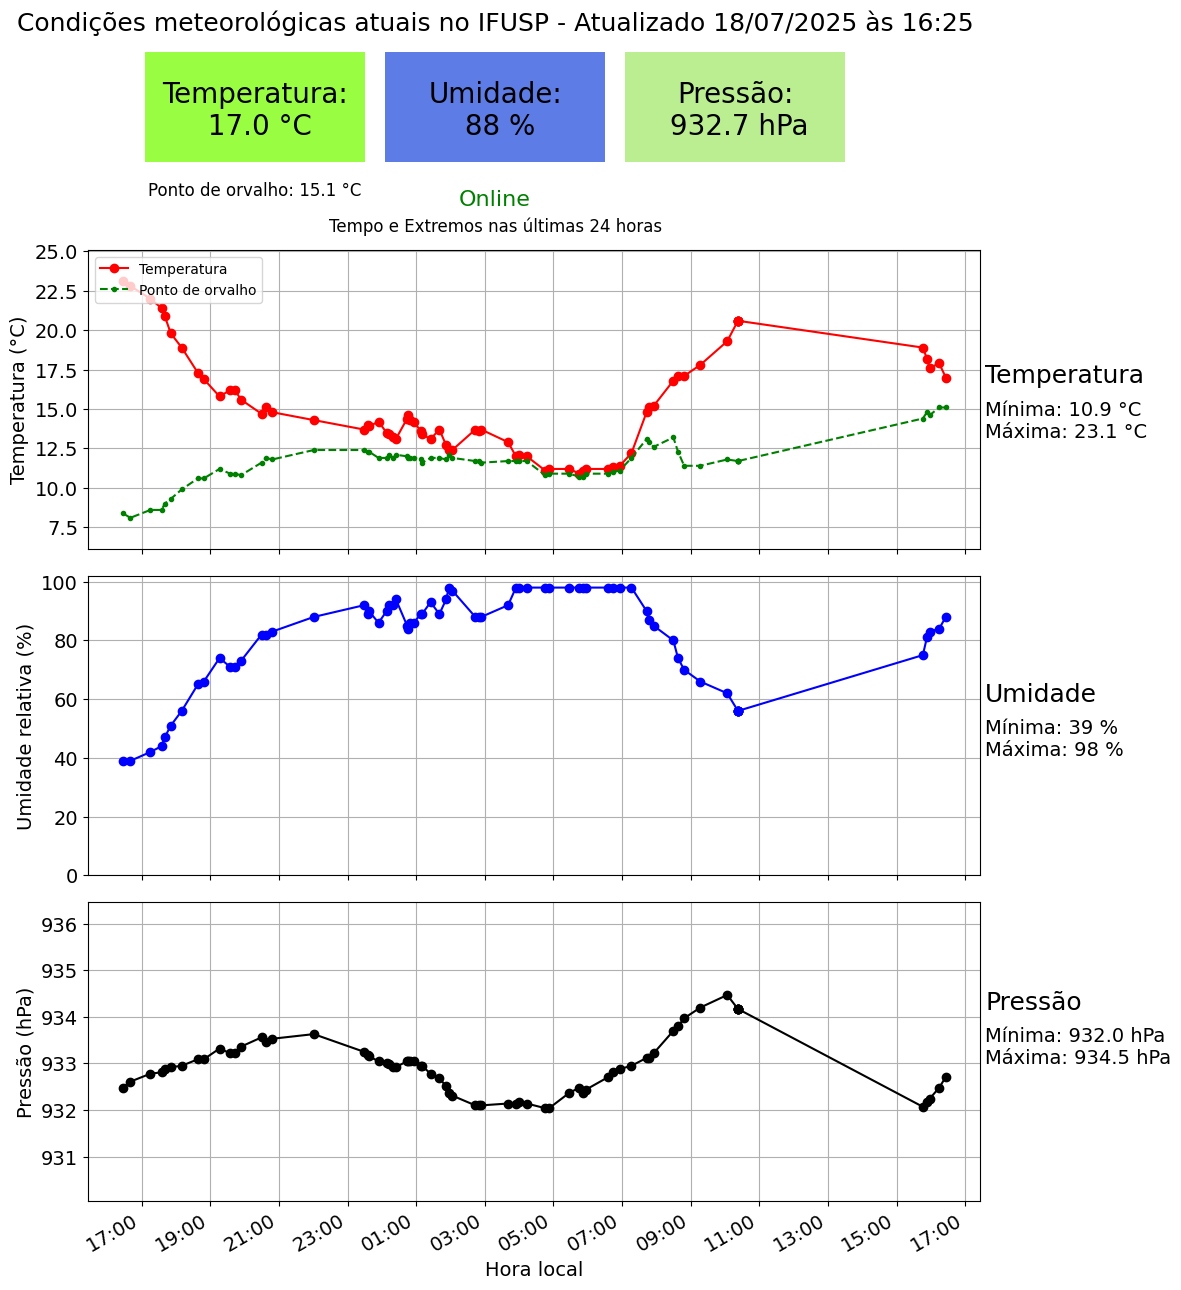 Condições meteorológicas atuais no IFUSP - Atualizado 18/07/2025 às 16:25
Temperatura:
17.0 °C
Umidade:
88 %
Pressão:
932.7 hPa
Ponto de orvalho: 15.1 °C
Online
Tempo e Extremos nas últimas 24 horas
Temperatura (°C)
25.0
22.5
20.0
17.5
15.0
12.5
10.0
7.5
Temperatura
Ponto de orvalho
Temperatura
Mínima: 10.9 °C
Máxima: 23.1 °C
Umidade relativa (%)
100
80
60
40
20
0
Umidade
Mínima: 39 %
Máxima: 98 %
Pressão (hPa)
936
935
934
933
932
931
Pressão
Mínima: 932.0 hPa
Máxima: 934.5 hPa
17:00
19:00
21:00
23:00
01:00
03:00
05:00
07:00
09:00
11:00
13:00
15:00
17:00
Hora local